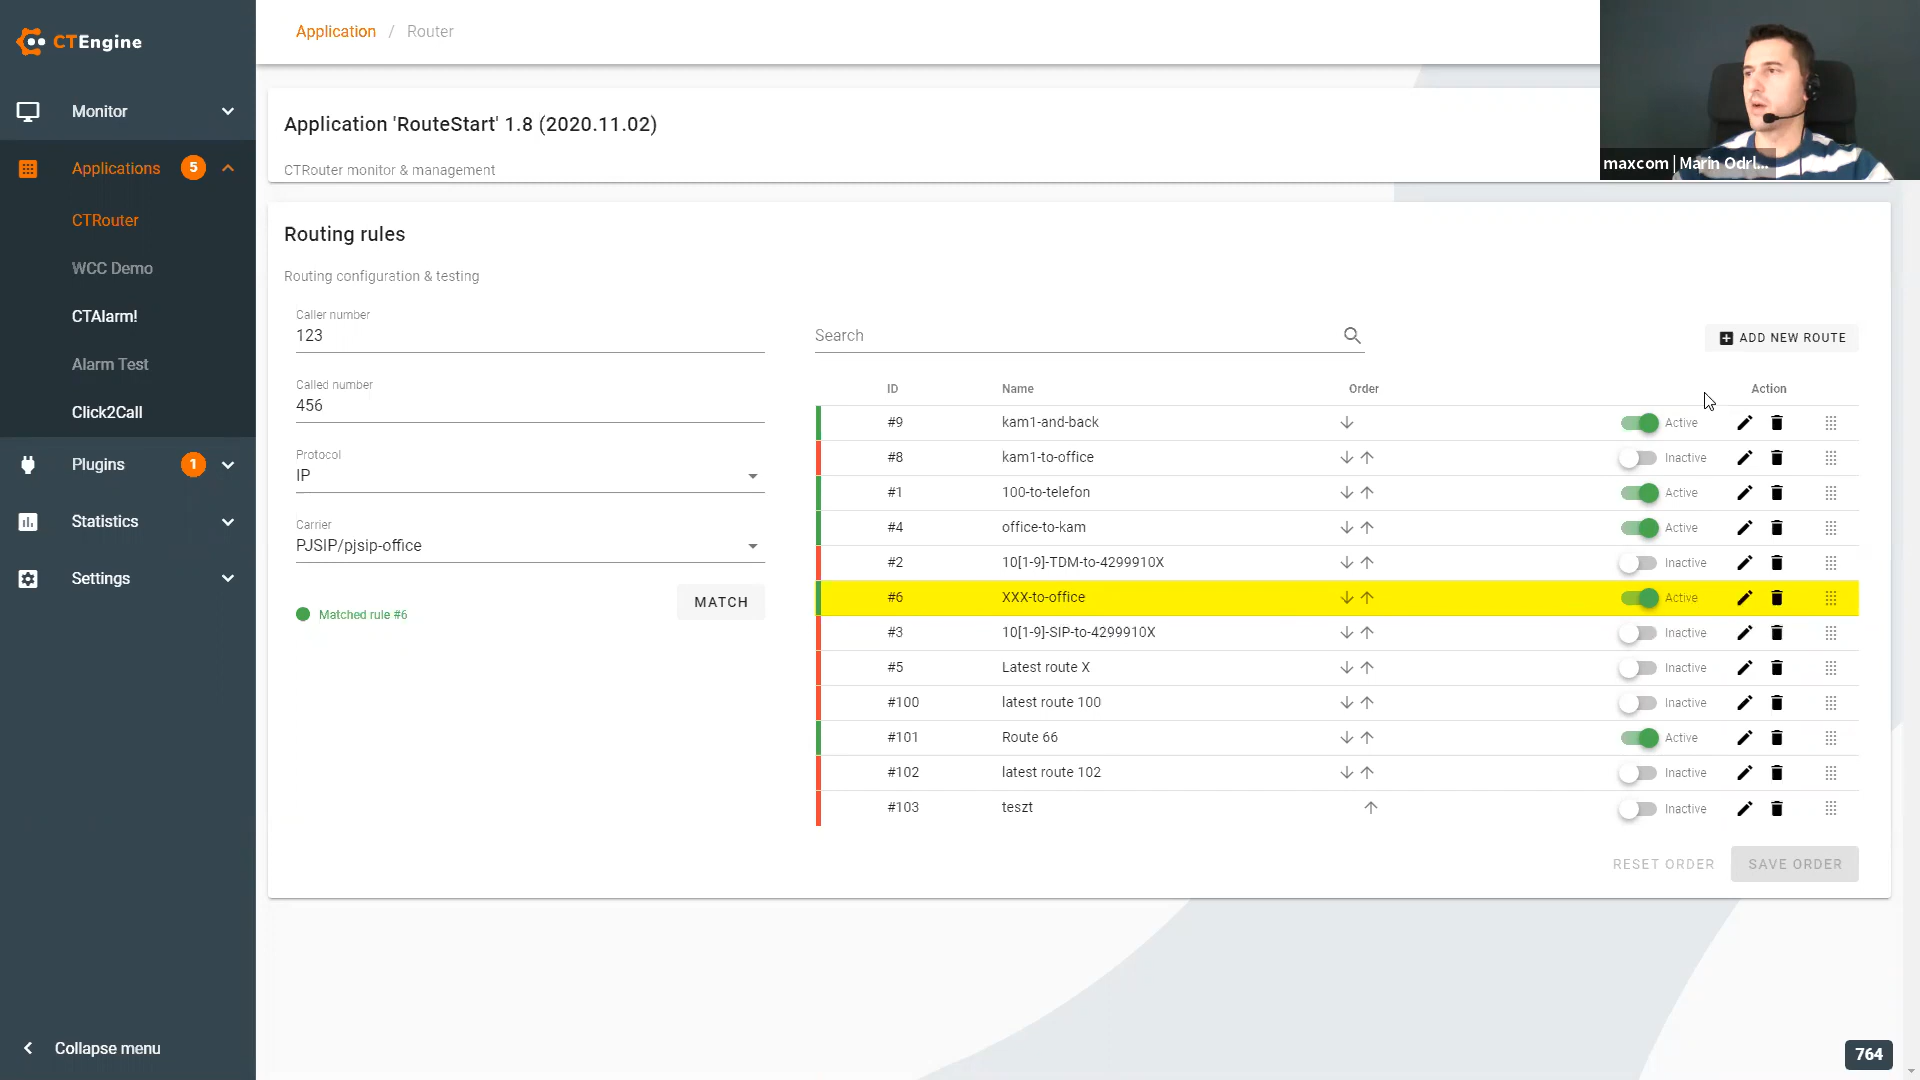 CTEngine
Application / Router
maxcom | Marin Odrl...
Monitor
Applications 5
CTRouter
WCC Demo
CTAlarm!
Alarm Test
Click2Call
Plugins 1
Statistics
Settings
Collapse menu
Application 'RouteStart' 1.8 (2020.11.02)
CTRouter monitor & management
Routing rules
Routing configuration & testing
Caller number
123
Called number
456
Protocol
IP
Carrier
PJSIP/pjsip-office
MATCH
Matched rule #6
Search
ADD NEW ROUTE
ID Name Order Action
#9 kam1-and-back Active
#8 kam1-to-office Inactive
#1 100-to-telefon Active
#4 office-to-kam Active
#2 10[1-9]-TDM-to-4299910X Inactive
#6 XXX-to-office Active
#3 10[1-9]-SIP-to-4299910X Inactive
#5 Latest route X Inactive
#100 latest route 100 Inactive
#101 Route 66 Active
#102 latest route 102 Inactive
#103 teszt Inactive
RESET ORDER SAVE ORDER
764